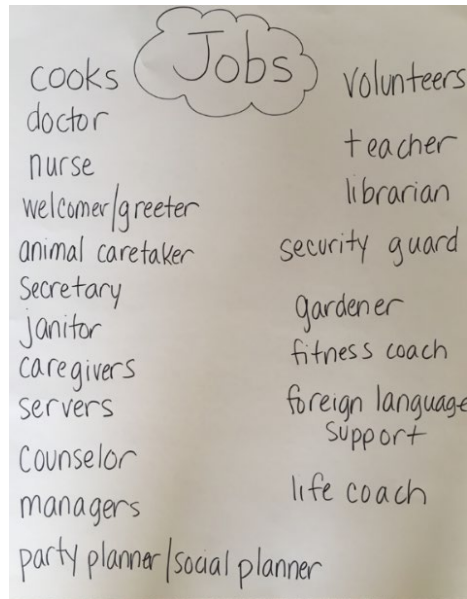 Jobs
cooks
doctor
nurse
welcomer/greeter
animal caretaker
Secretary
janitor
caregivers
servers
Counselor
managers
party planner/social planner
volunteers
teacher
librarian
security guard
gardener
fitness coach
foreign language
support
life coach